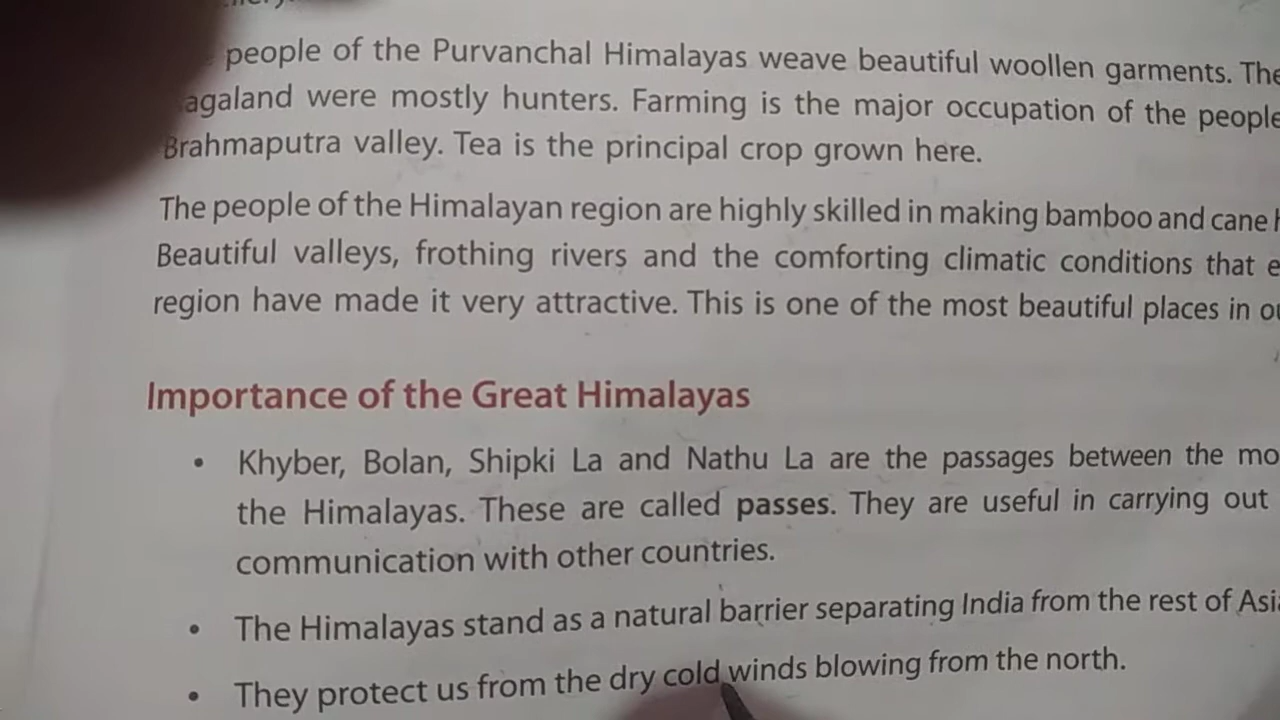 people of the Purvanchal Himalayas weave beautiful woollen garments. The
agaland were mostly hunters. Farming is the major occupation of the people
Brahmaputra valley. Tea is the principal crop grown here.
The people of the Himalayan region are highly skilled in making bamboo and cane
Beautiful valleys, frothing rivers and the comforting climatic conditions that
region have made it very attractive. This is one of the most beautiful places in
Importance of the Great Himalayas
• Khyber, Bolan, Shipki La and Nathu La are the passages between the mo
the Himalayas. These are called passes. They are useful in carrying out
communication with other countries.
• The Himalayas stand as a natural barrier separating India from the rest of Asi
• They protect us from the dry cold winds blowing from the north.